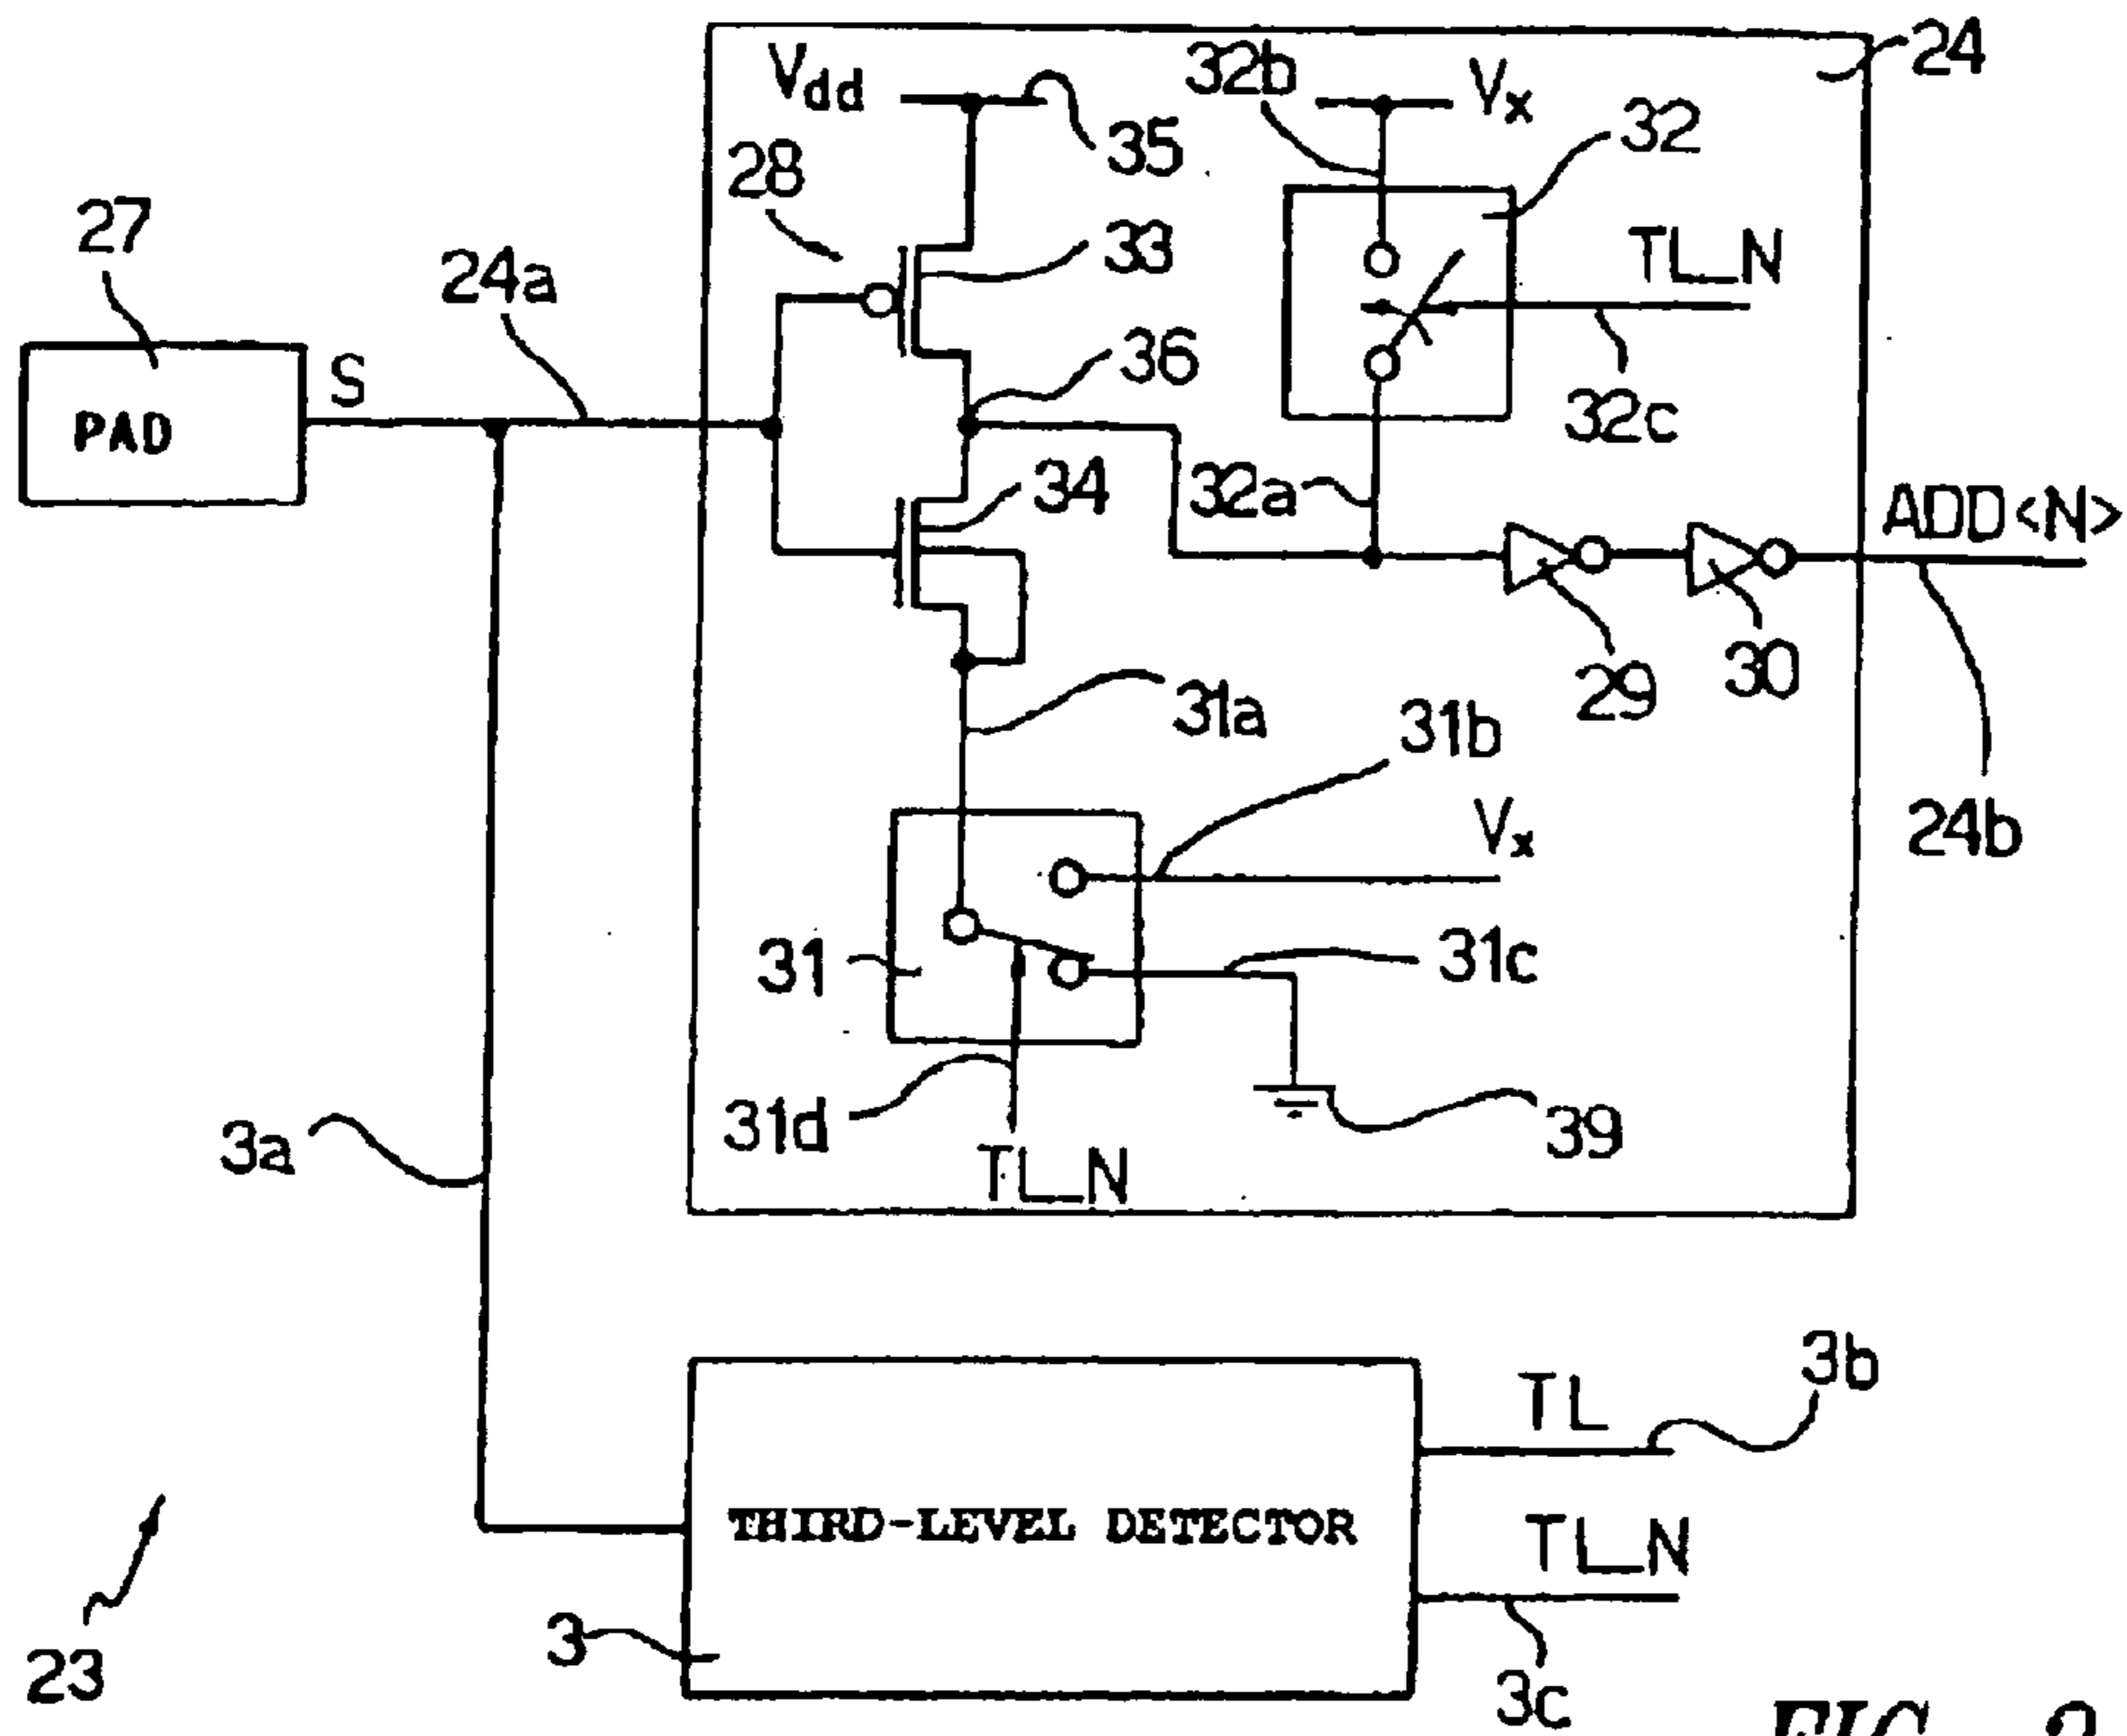 24
Vdd
32b
Vx
35
32
28
33
27
24a
TL_N
36
S
PAD
32c
34
32a
ADD<N>
29
30
31a
31b
Vx
24b
31
31c
31d
39
3a
TL_N
3b
TL
THIRD-LEVEL DETECTOR
TL_N
3
23
3c